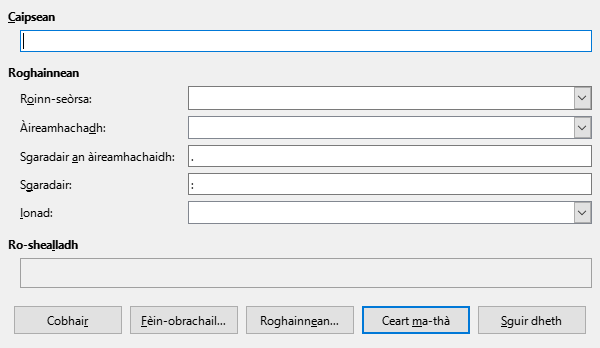 Caipsean
Roghainnean
Roinn-seòrsa:
Àireamhachadh:
Sgaradair an àireamhachaidh: .
Sgaradair: :
Ionad:
Ro-shealladh
Cobhair Fèin-obrachail... Roghainnean... Ceart ma-thà Sguir dheth